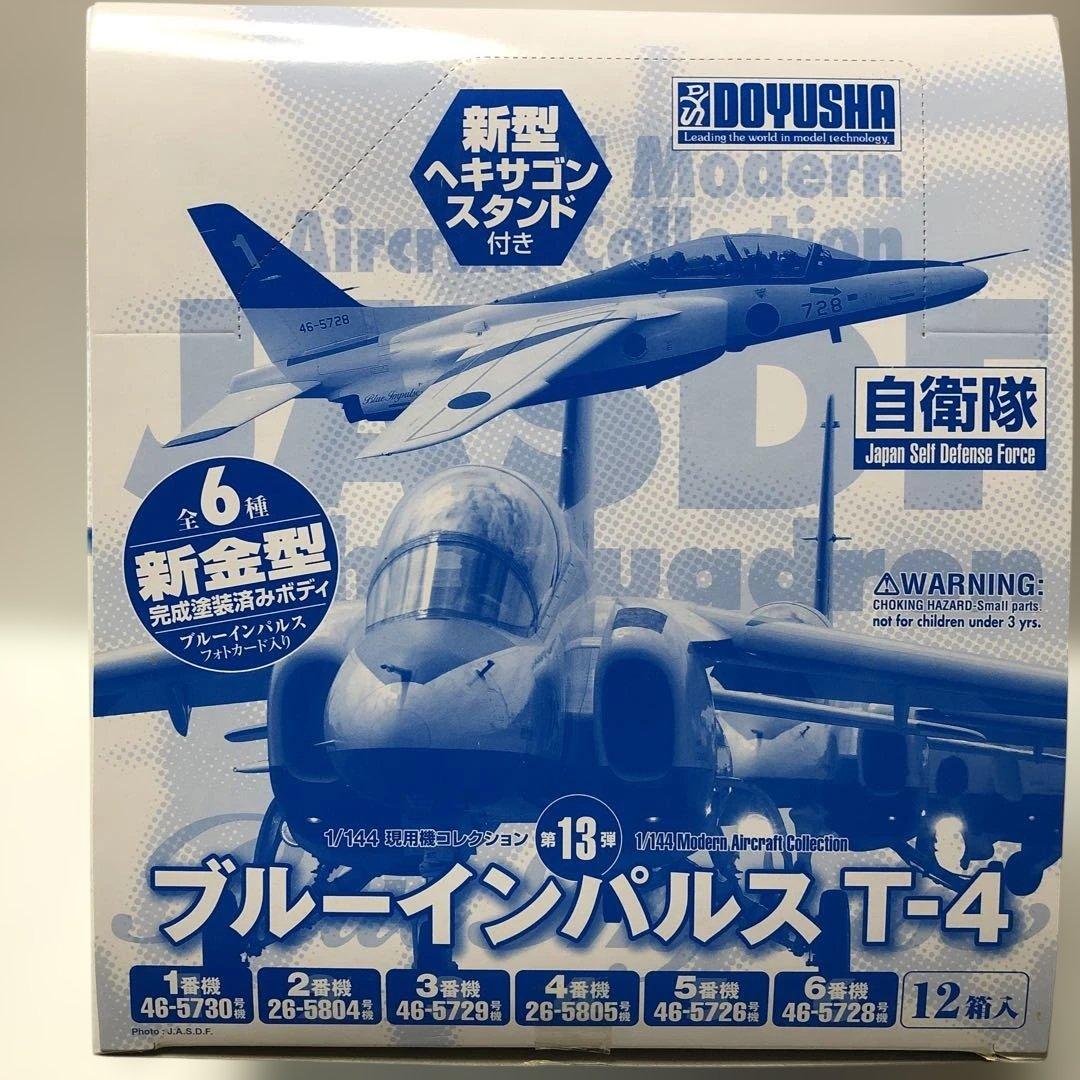 DOYUSHA
Leading the world in model technology.
新型
ヘキサゴン
スタンド
付き
Modern
Aircraft Collection
1
46-5728
728
Blue Impulse
JASDF
自衛隊
Japan Self Defense Force
全6種
新金型
完成塗装済みボディ
ブルーインパルス
フォトカード入り
Squadron
WARNING:
CHOKING HAZARD-Small parts.
not for children under 3 yrs.
1/144 現用機コレクション 第13弾 1/144 Modern Aircraft Collection
ブルーインパルス T-4
1番機
46-5730号機
2番機
26-5804号機
3番機
46-5729号機
4番機
26-5805号機
5番機
46-5726号機
6番機
46-5728号機
12箱入
Photo : J.A.S.D.F.